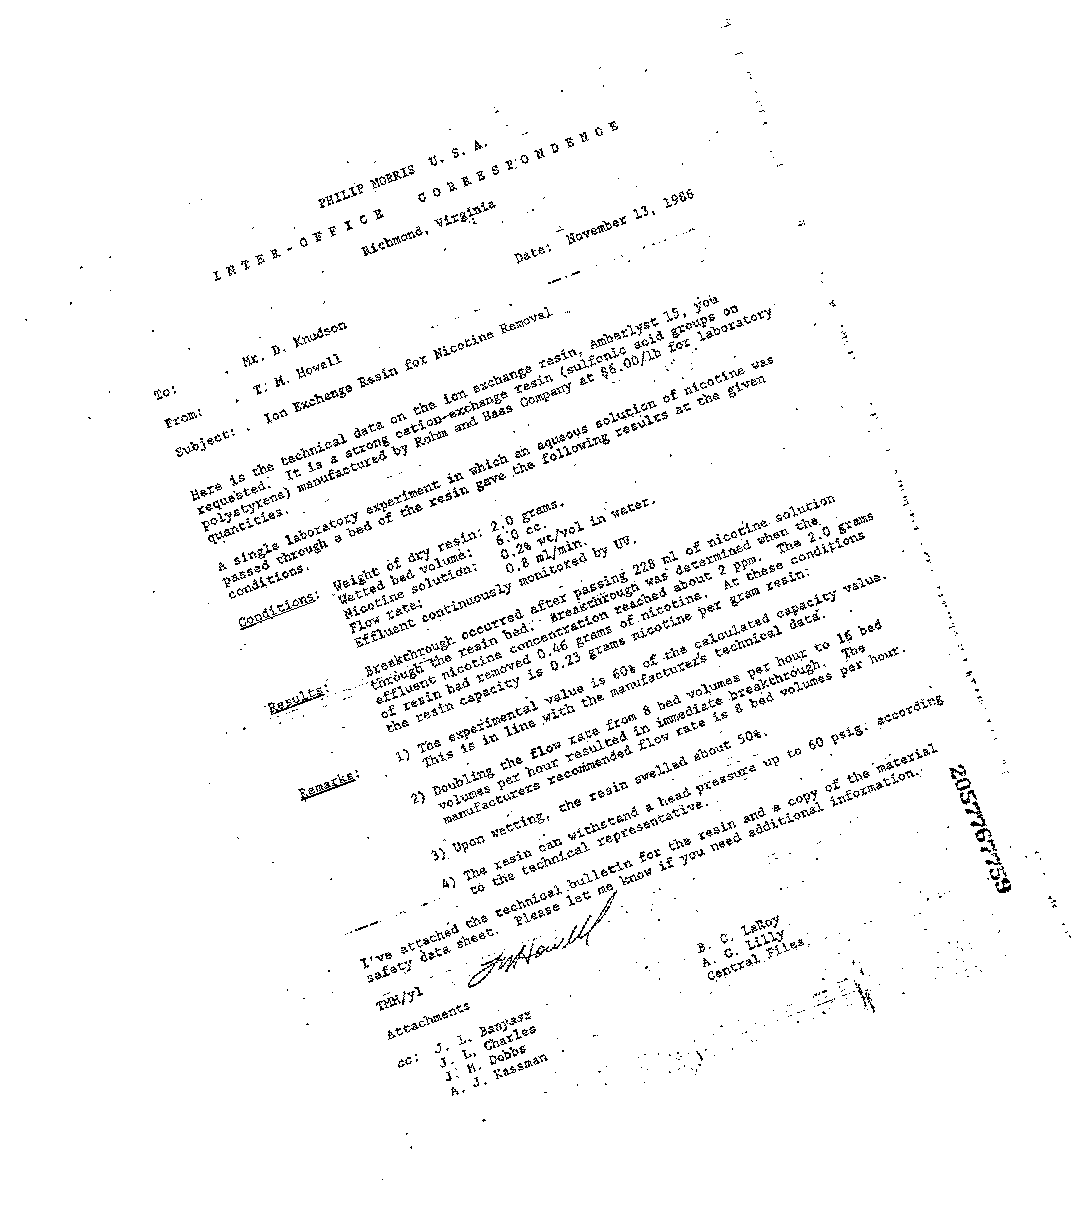 PHILIP MORRIS U. S. A.
INTER-OFFICE CORRESPONDENCE
Richmond, Virginia
Date: November 13, 1986
To: Mr. D. Knudson
From: T. M. Howell
Subject: Ion Exchange Resin for Nicotine Removal
Here is the technical data on the ion exchange resin, Amberlyst 15, you
requested. It is a strong cation-exchange resin (sulfonic acid groups on
polystyrene) manufactured by Rohm and Haas Company at $6.00/lb for laboratory
quantities.
A single laboratory experiment in which an aqueous solution of nicotine was
passed through a bed of the resin gave the following results at the given
conditions.
Conditions: Weight of dry resin: 2.0 grams.
Wetted bed volume: 6.0 cc.
Nicotine solution: 0.2% wt/vol in water.
Flow rate: 0.8 ml/min.
Effluent continuously monitored by UV.
Results: Breakthrough occurred after passing 228 ml of nicotine solution
through the resin bed. Breakthrough was determined when the
effluent nicotine concentration reached about 2 ppm. The 2.0 grams
of resin had removed 0.46 grams of nicotine. At these conditions
the resin capacity is 0.23 grams nicotine per gram resin.
Remarks: 1) The experimental value is 60% of the calculated capacity value.
This is in line with the manufacturer's technical data.
2) Doubling the flow rate from 8 bed volumes per hour to 16 bed
volumes per hour resulted in immediate breakthrough. The
manufacturers recommended flow rate is 8 bed volumes per hour.
3) Upon wetting, the resin swelled about 50%.
4) The resin can withstand a head pressure up to 60 psig. according
to the technical representative.
I've attached the technical bulletin for the resin and a copy of the material
safety data sheet. Please let me know if you need additional information.
TMHowell
TMH/yl
Attachments
cc: J. L. Banyasz
J. L. Charles
J. M. Dobbs
A. J. Kassman
B. C. LaRoy
A. C. Lilly
Central Files
2057767759